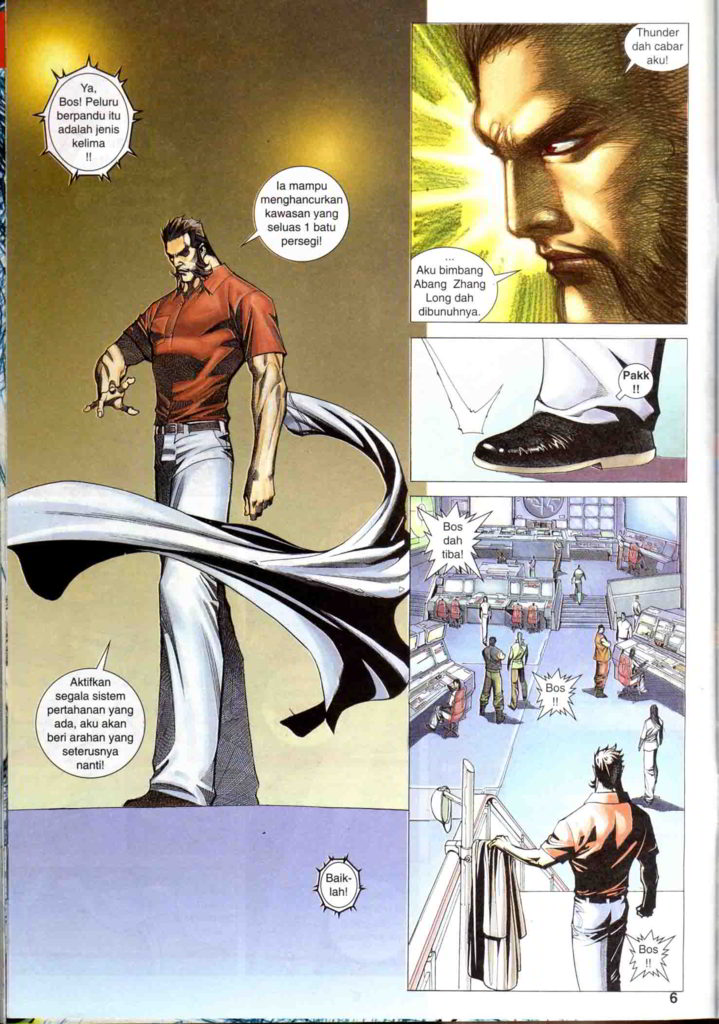 Ya,
Bos! Peluru
berpandu itu
adalah jenis
kelima
!!
Ia mampu
menghancurkan
kawasan yang
seluas 1 batu
persegi!
Aktifkan
segala sistem
pertahanan yang
ada, aku akan
beri arahan yang
seterusnya
nanti!
Baik-
lah!
Thunder
dah cabar
aku!
...
Aku bimbang
Abang Zhang
Long dah
dibunuhnya.
Pakk
!!
Bos
dah
tiba!
Bos
!!
Bos
!!
6